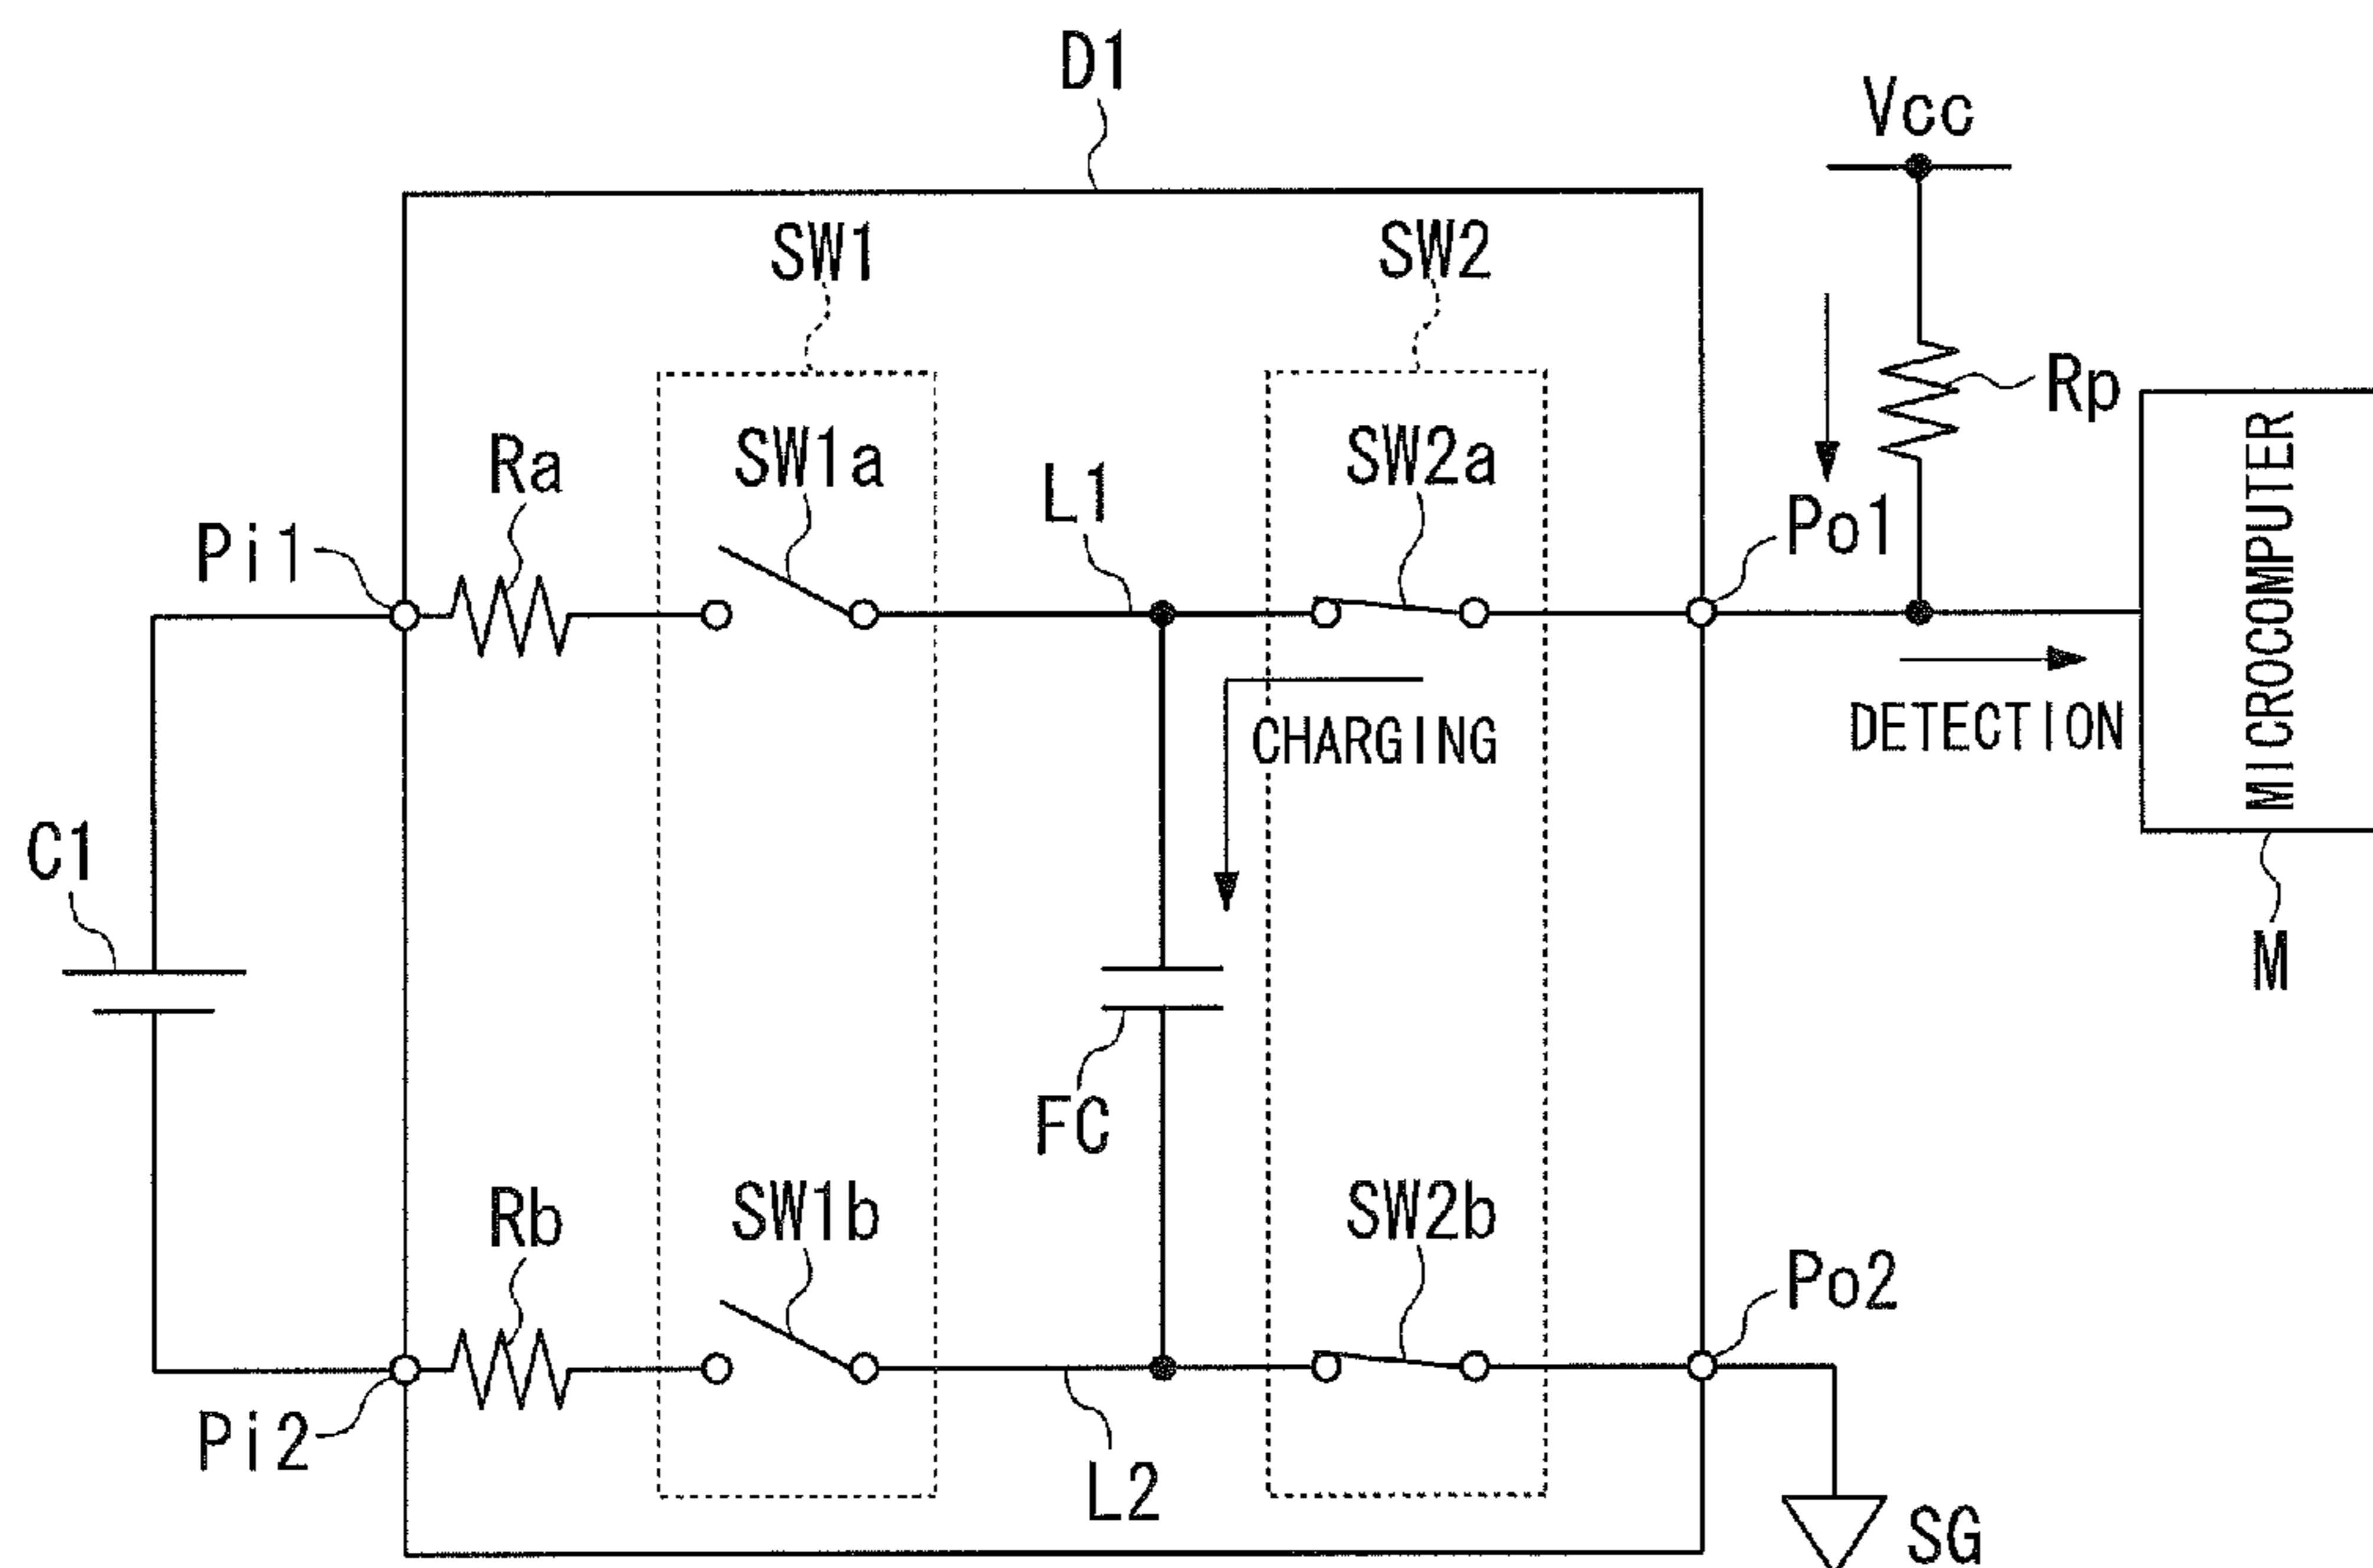 D1
Vcc
SW1
SW2
Rp
Ra
SW1a
L1
SW2a
Po1
Pi1
MICROCOMPUTER
CHARGING
DETECTION
C1
M
FC
Rb
SW1b
SW2b
Po2
Pi2
L2
SG